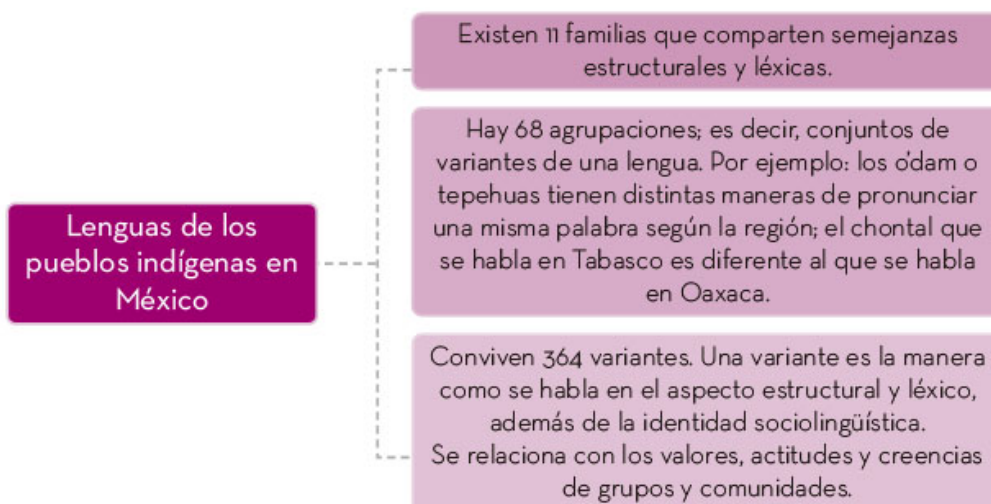 Lenguas de los
pueblos indígenas en
México
Existen 11 familias que comparten semejanzas
estructurales y léxicas.
Hay 68 agrupaciones; es decir, conjuntos de
variantes de una lengua. Por ejemplo: los o'dam o
tepehuas tienen distintas maneras de pronunciar
una misma palabra según la región; el chontal que
se habla en Tabasco es diferente al que se habla
en Oaxaca.
Conviven 364 variantes. Una variante es la manera
como se habla en el aspecto estructural y léxico,
además de la identidad sociolingüística.
Se relaciona con los valores, actitudes y creencias
de grupos y comunidades.